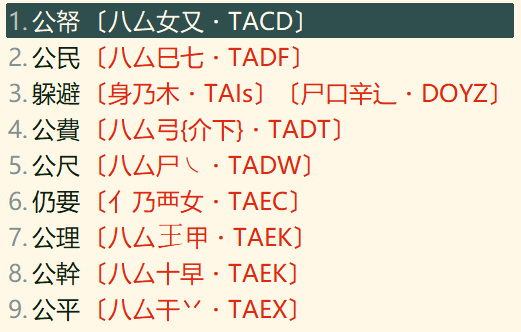 1. 公帑〔八厶女又・TACD〕
2. 公民〔八厶巳七・TADF〕
3. 躲避〔身乃木・TAIs〕〔尸口辛辶・DOYZ〕
4. 公費〔八厶弓{介下}・TADT〕
5. 公尺〔八厶尸㇏・TADW〕
6. 仍要〔亻乃覀女・TAEC〕
7. 公理〔八厶王甲・TAEK〕
8. 公幹〔八厶十早・TAEK〕
9. 公平〔八厶干丷・TAEX〕